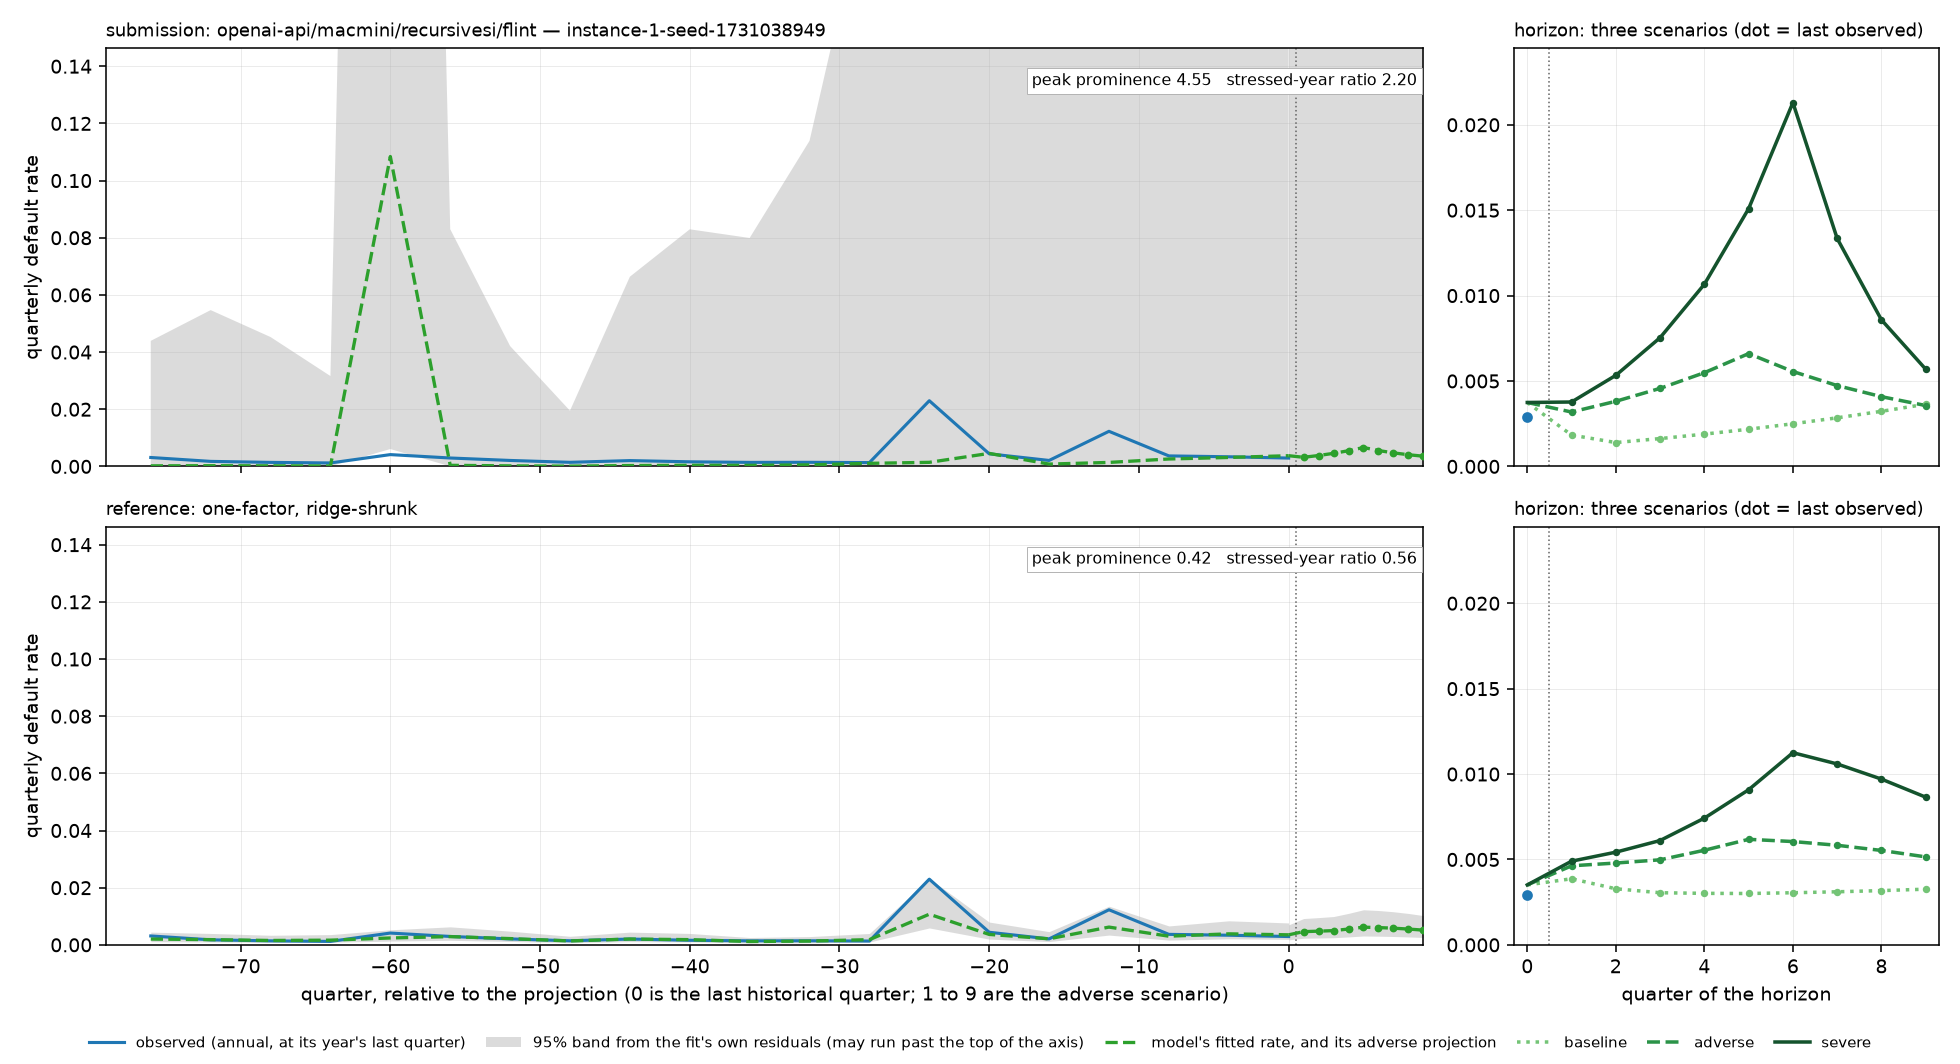 submission: openai-api/macmini/recursivesi/flint — instance-1-seed-1731038949
horizon: three scenarios (dot = last observed)
peak prominence 4.55 stressed-year ratio 2.20
quarterly default rate
0.14
0.12
0.10
0.08
0.06
0.04
0.02
0.00
0.020
0.015
0.010
0.005
0.000
reference: one-factor, ridge-shrunk
horizon: three scenarios (dot = last observed)
peak prominence 0.42 stressed-year ratio 0.56
quarterly default rate
0.14
0.12
0.10
0.08
0.06
0.04
0.02
0.00
−70 −60 −50 −40 −30 −20 −10 0
quarter, relative to the projection (0 is the last historical quarter; 1 to 9 are the adverse scenario)
0.020
0.015
0.010
0.005
0.000
0 2 4 6 8
quarter of the horizon
observed (annual, at its year's last quarter) 95% band from the fit's own residuals (may run past the top of the axis) model's fitted rate, and its adverse projection baseline adverse severe